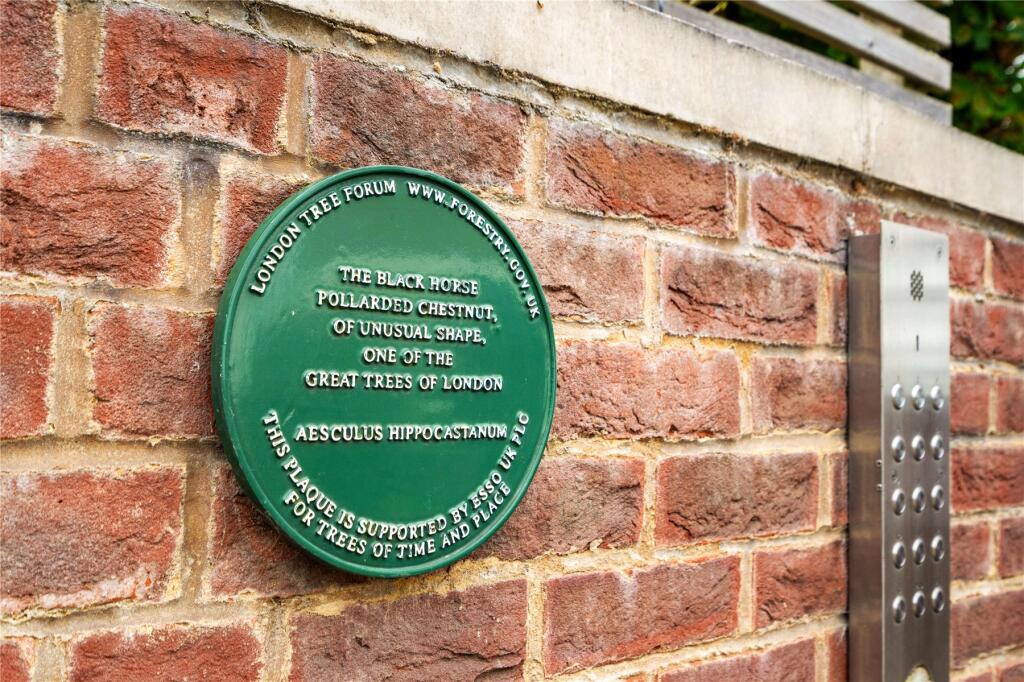 LONDON TREE FORUM WWW.FORESTRY.GOV.UK
THE BLACK HORSE
POLLARDED CHESTNUT,
OF UNUSUAL SHAPE,
ONE OF THE
GREAT TREES OF LONDON
AESCULUS HIPPOCASTANUM
THIS PLAQUE IS SUPPORTED BY ESSO UK PLC
FOR TREES OF TIME AND PLACE